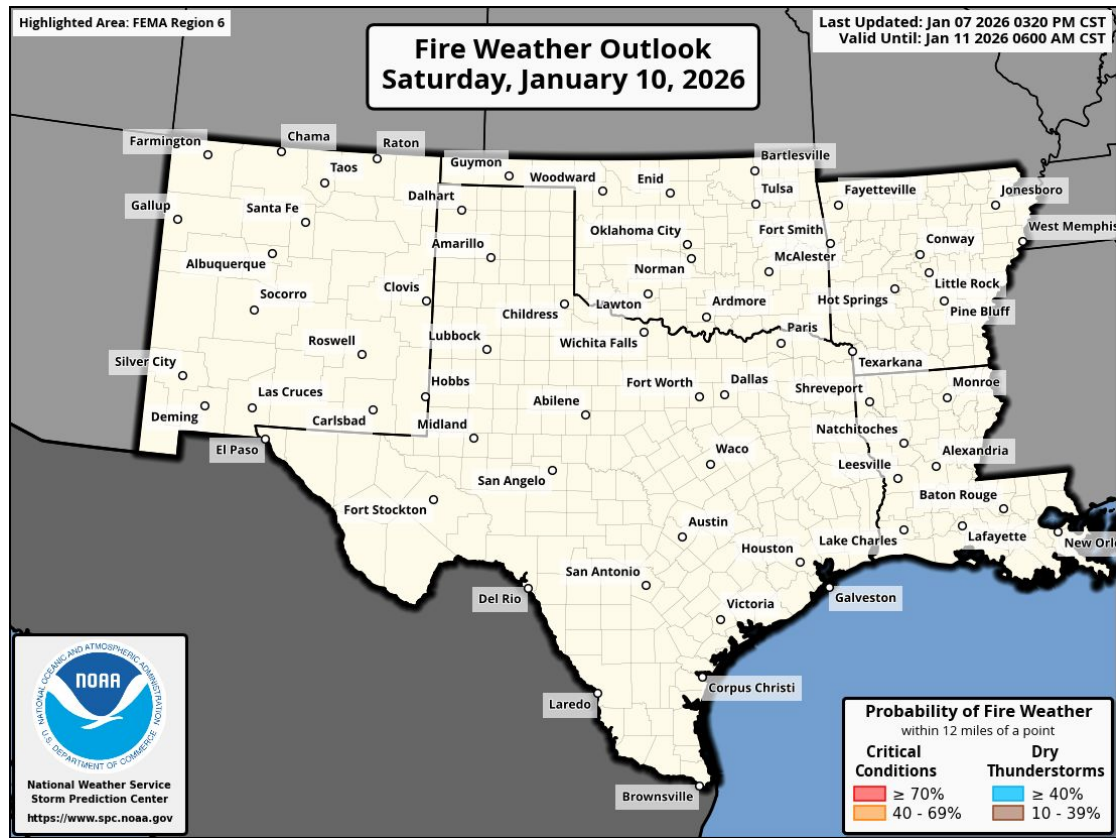 Highlighted Area: FEMA Region 6
Fire Weather Outlook
Saturday, January 10, 2026
Last Updated: Jan 07 2026 0320 PM CST
Valid Until: Jan 11 2026 0600 AM CST
Farmington
Chama
Raton
Taos
Guymon
Woodward
Enid
Bartlesville
Tulsa
Fayetteville
Jonesboro
Gallup
Santa Fe
Dalhart
Oklahoma City
Fort Smith
West Memphis
Albuquerque
Amarillo
Norman
McAlester
Conway
Socorro
Clovis
Childress
Lawton
Ardmore
Hot Springs
Little Rock
Pine Bluff
Roswell
Lubbock
Wichita Falls
Paris
Silver City
Texarkana
Las Cruces
Hobbs
Abilene
Fort Worth
Dallas
Shreveport
Monroe
Deming
Carlsbad
Midland
Natchitoches
El Paso
San Angelo
Waco
Leesville
Alexandria
Fort Stockton
Baton Rouge
Austin
Houston
Lake Charles
Lafayette
New Orl
San Antonio
Del Rio
Galveston
Victoria
Laredo
Corpus Christi
Brownsville
NATIONAL OCEANIC AND ATMOSPHERIC ADMINISTRATION
NOAA
U.S. DEPARTMENT OF COMMERCE
National Weather Service
Storm Prediction Center
https://www.spc.noaa.gov
Probability of Fire Weather
within 12 miles of a point
Critical Conditions
≥ 70%
40 - 69%
Dry Thunderstorms
≥ 40%
10 - 39%